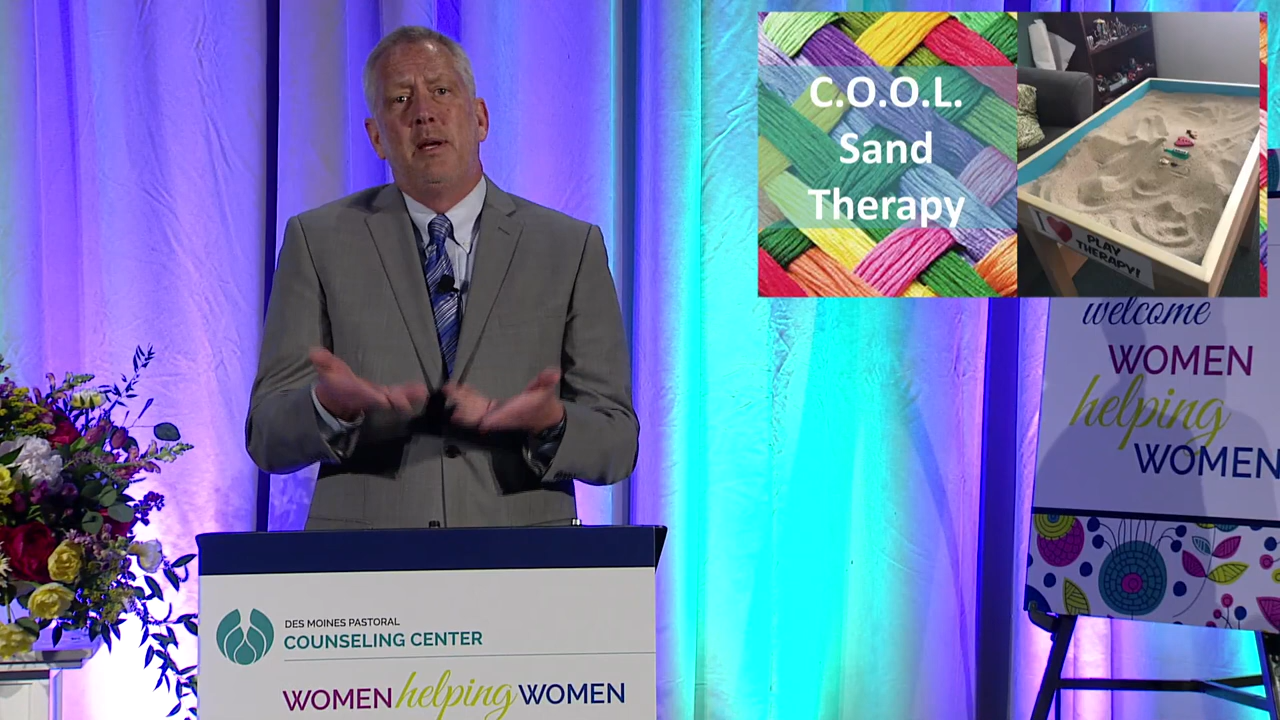 C.O.O.L.
Sand
Therapy
I
PLAY
THERAPY!
welcome
WOMEN
helping
WOMEN
DES MOINES PASTORAL
COUNSELING CENTER
WOMEN helping WOMEN